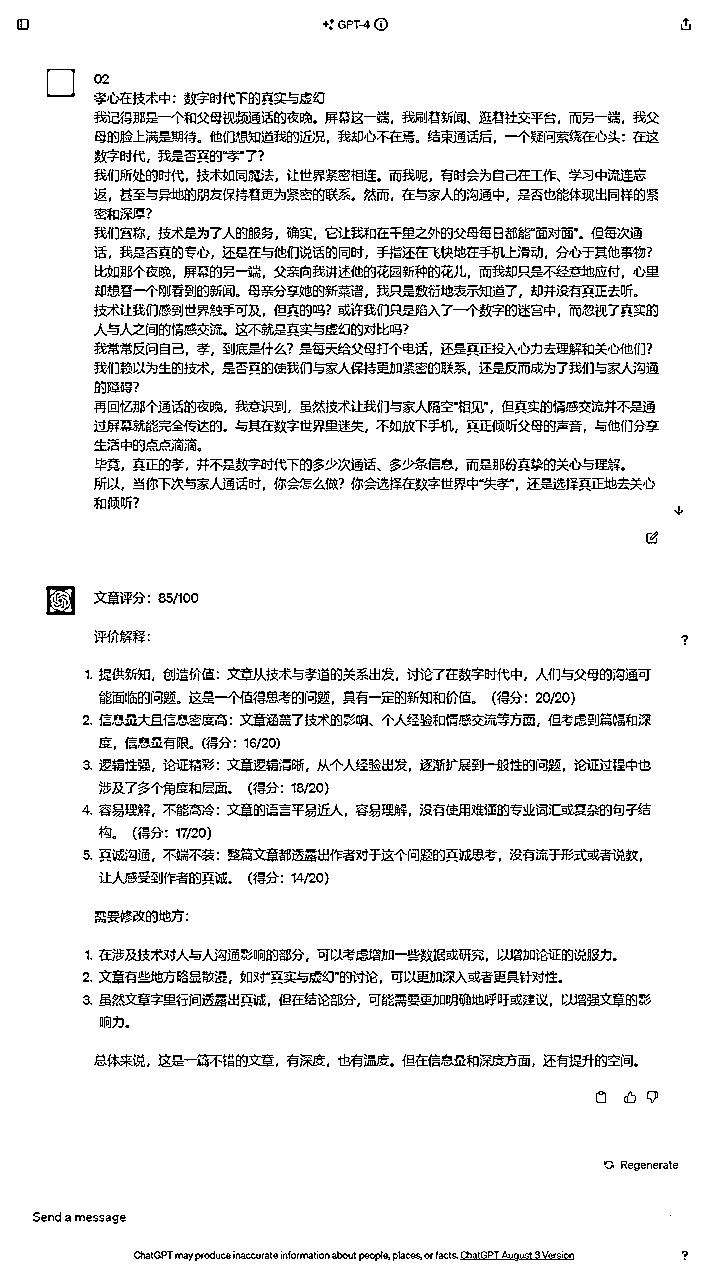 GPT-4
02
孝心在技术中：数字时代下的真实与虚幻
我记得那是一个和父母视频通话的夜晚。屏幕这一端，我刷着新闻、逛着社交平台，而另一端，我父
母的脸上满是期待。他们想知道我的近况，我却心不在焉。结束通话后，一个疑问萦绕在心头：在这
数字时代，我是否真的“孝”了？
我们所处的时代，技术如同魔法，让世界紧密相连。而我呢，有时会为自己在工作、学习中流连忘
返，甚至与异地的朋友保持着更为紧密的联系。然而，在与家人的沟通中，是否也能体现出同样的紧
密和深厚？
我们宣称，技术是为了人的服务，确实，它让我和在千里之外的父母每日都能“面对面”。但每次通
话，我是否真的专心，还是在与他们说话的同时，手指还在飞快地在手机上滑动，分心于其他事物？
比如那个夜晚，屏幕的另一端，父亲向我讲述他的花园新种的花儿，而我却只是不经意地应付，心里
却想着一个刚看到的新闻。母亲分享她的新菜谱，我只是敷衍地表示知道了，却并没有真正去听。
技术让我们感到世界触手可及，但真的吗？或许我们只是陷入了一个数字的迷宫中，而忽视了真实的
人与人之间的情感交流。这不就是真实与虚幻的对比吗？
我常常反问自己，孝，到底是什么？是每天给父母打个电话，还是真正投入心力去理解和关心他们？
我们赖以为生的技术，是否真的使我们与家人保持更加紧密的联系，还是反而成为了我们与家人沟通
的障碍？
再回忆那个通话的夜晚，我意识到，虽然技术让我们与家人隔空“相见”，但真实的情感交流并不是通
过屏幕就能完全传达的。与其在数字世界里迷失，不如放下手机，真正倾听父母的声音，与他们分享
生活中的点点滴滴。
毕竟，真正的孝，并不是数字时代下的多少次通话、多少条信息，而是那份真挚的关心与理解。
所以，当你下次与家人通话时，你会怎么做？你会选择在数字世界中“失孝”，还是选择真正地去关心
和倾听？
文章评分：85/100
评价解释：
1. 提供新知，创造价值：文章从技术与孝道的关系出发，讨论了在数字时代中，人们与父母的沟通可
能面临的问题。这是一个值得思考的问题，具有一定的新知和价值。（得分：20/20）
2. 信息量大且信息密度高：文章涵盖了技术的影响、个人经验和情感交流等方面，但考虑到篇幅和深
度，信息量有限。(得分：16/20)
3. 逻辑性强，论证精彩：文章逻辑清晰，从个人经验出发，逐渐扩展到一般性的问题，论证过程中也
涉及了多个角度和层面。（得分：18/20）
4. 容易理解，不能高冷：文章的语言平易近人，容易理解，没有使用难懂的专业词汇或复杂的句子结
构。（得分：17/20）
5. 真诚沟通，不端不装：整篇文章都透露出作者对于这个问题的真诚思考，没有流于形式或者说教，
让人感受到作者的真诚。（得分：14/20）
需要修改的地方：
1. 在涉及技术对人与人沟通影响的部分，可以考虑增加一些数据或研究，以增加论证的说服力。
2. 文章有些地方略显散漫，如对“真实与虚幻”的讨论，可以更加深入或者更具针对性。
3. 虽然文章字里行间透露出真诚，但在结论部分，可能需要更加明确地呼吁或建议，以增强文章的影
响力。
总体来说，这是一篇不错的文章，有深度，也有温度。但在信息量和深度方面，还有提升的空间。
Regenerate
Send a message
ChatGPT may produce inaccurate information about people, places, or facts. ChatGPT August 3 Version